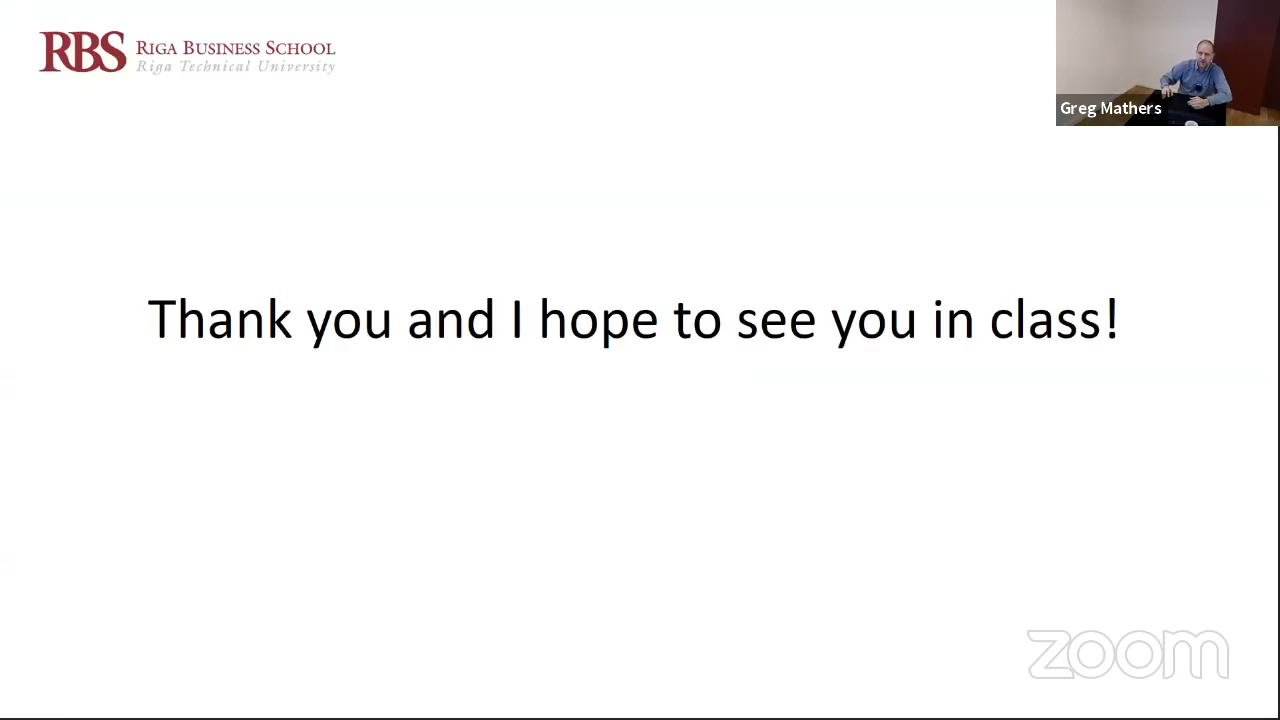 RBS RIGA BUSINESS SCHOOL
Riga Technical University
Greg Mathers
Thank you and I hope to see you in class!
zoom